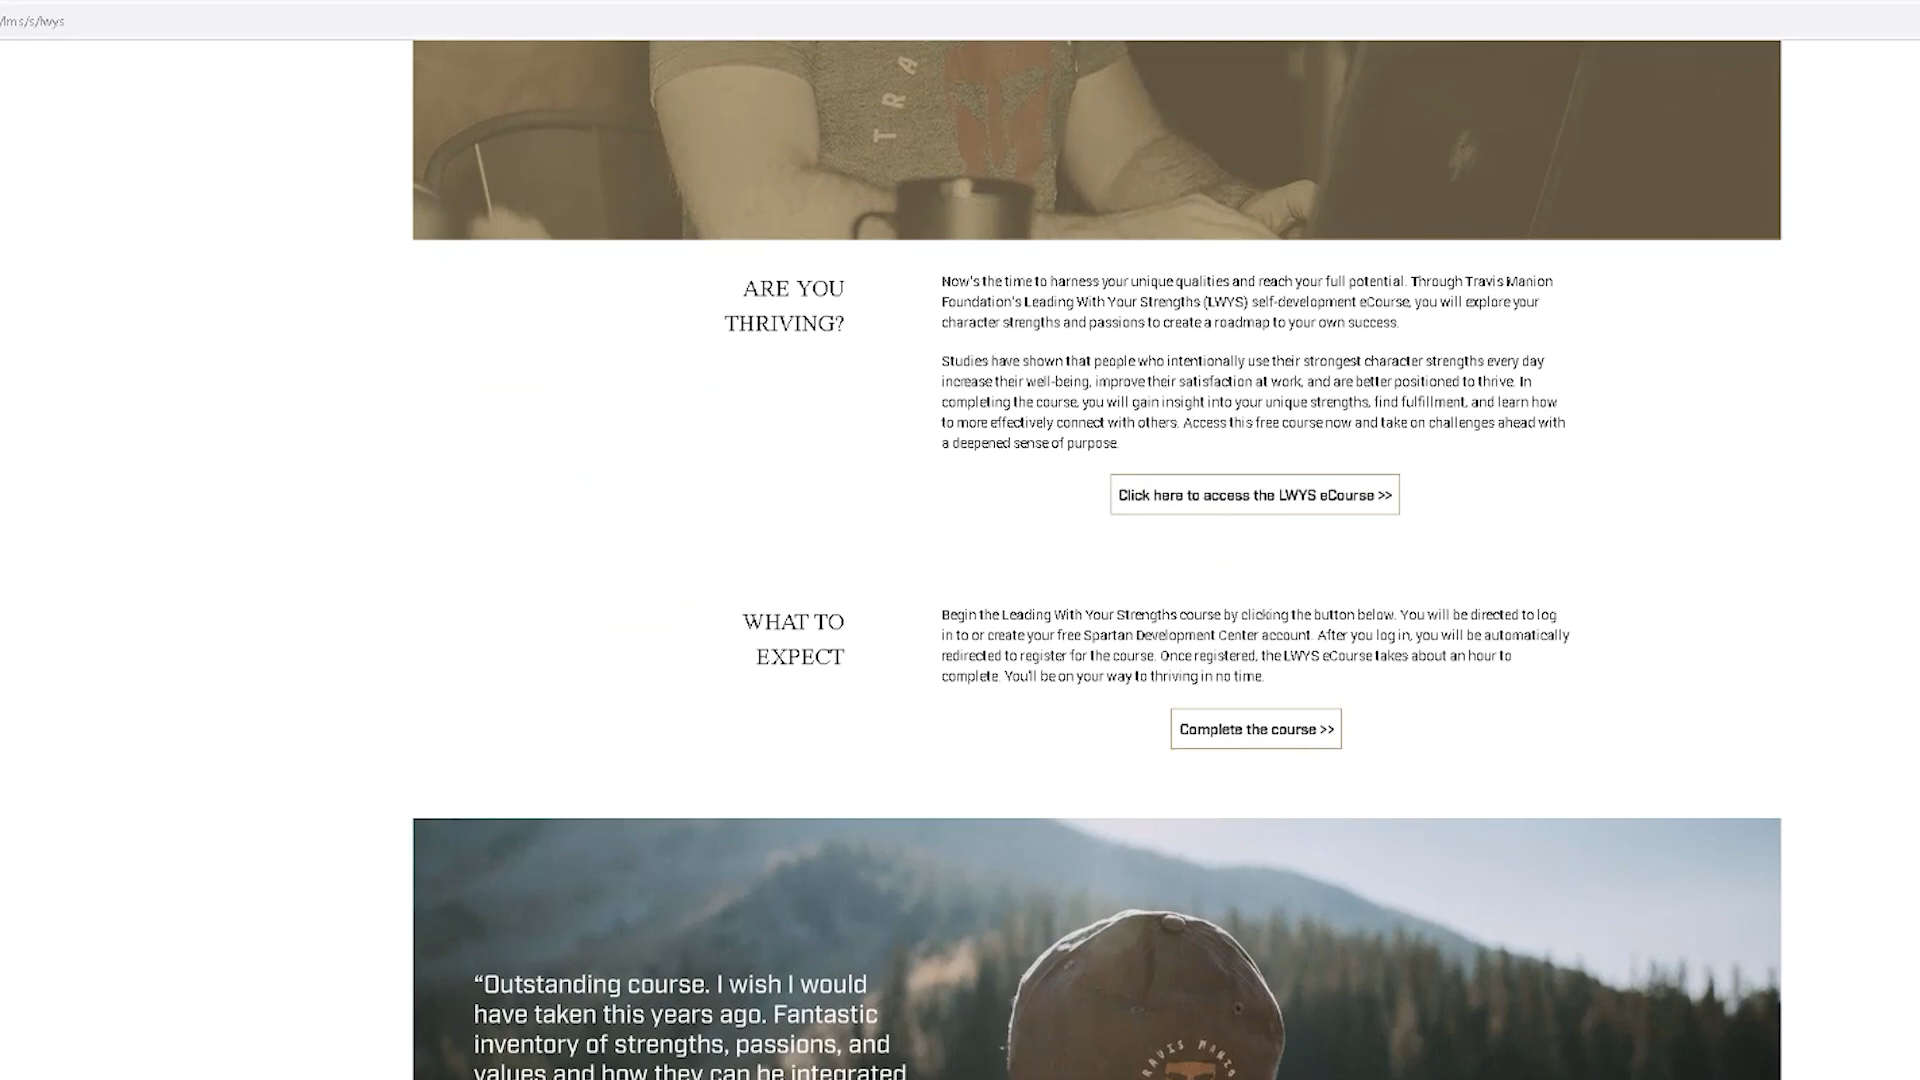 /lms/s/lwys
TRA
ARE YOU
THRIVING?
Now's the time to harness your unique qualities and reach your full potential. Through Travis Manion
Foundation's Leading With Your Strengths (LWYS) self-development eCourse, you will explore your
character strengths and passions to create a roadmap to your own success.
Studies have shown that people who intentionally use their strongest character strengths every day
increase their well-being, improve their satisfaction at work, and are better positioned to thrive. In
completing the course, you will gain insight into your unique strengths, find fulfillment, and learn how
to more effectively connect with others. Access this free course now and take on challenges ahead with
a deepened sense of purpose.
Click here to access the LWYS eCourse >>
WHAT TO
EXPECT
Begin the Leading With Your Strengths course by clicking the button below. You will be directed to log
in to or create your free Spartan Development Center account. After you log in, you will be automatically
redirected to register for the course. Once registered, the LWYS eCourse takes about an hour to
complete. You'll be on your way to thriving in no time.
Complete the course >>
“Outstanding course. I wish I would
have taken this years ago. Fantastic
inventory of strengths, passions, and
values and how they can be integrated
RAVIS MANIO